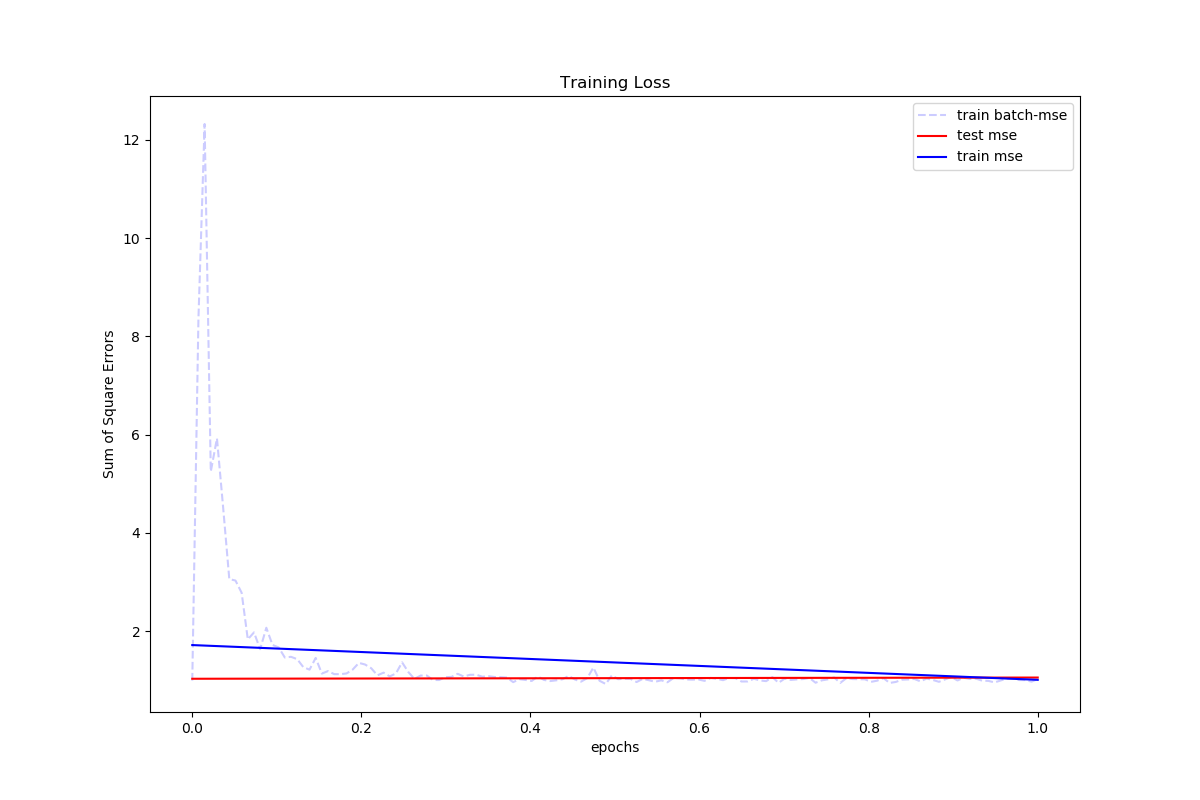 Training Loss
train batch-mse
test mse
train mse
12
10
8
6
4
2
Sum of Square Errors
0.0 0.2 0.4 0.6 0.8 1.0
epochs